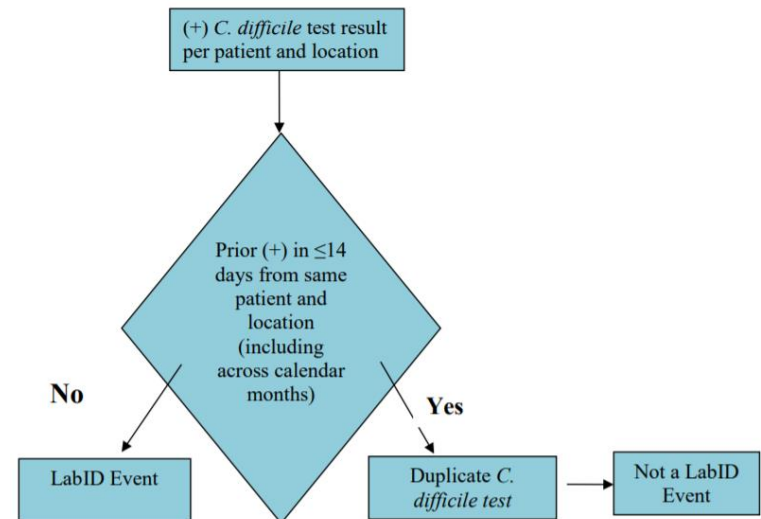 (+) C. difficile test result
per patient and location
Prior (+) in ≤14
days from same
patient and
location
(including
across calendar
months)
No
Yes
LabID Event
Duplicate C.
difficile test
Not a LabID
Event